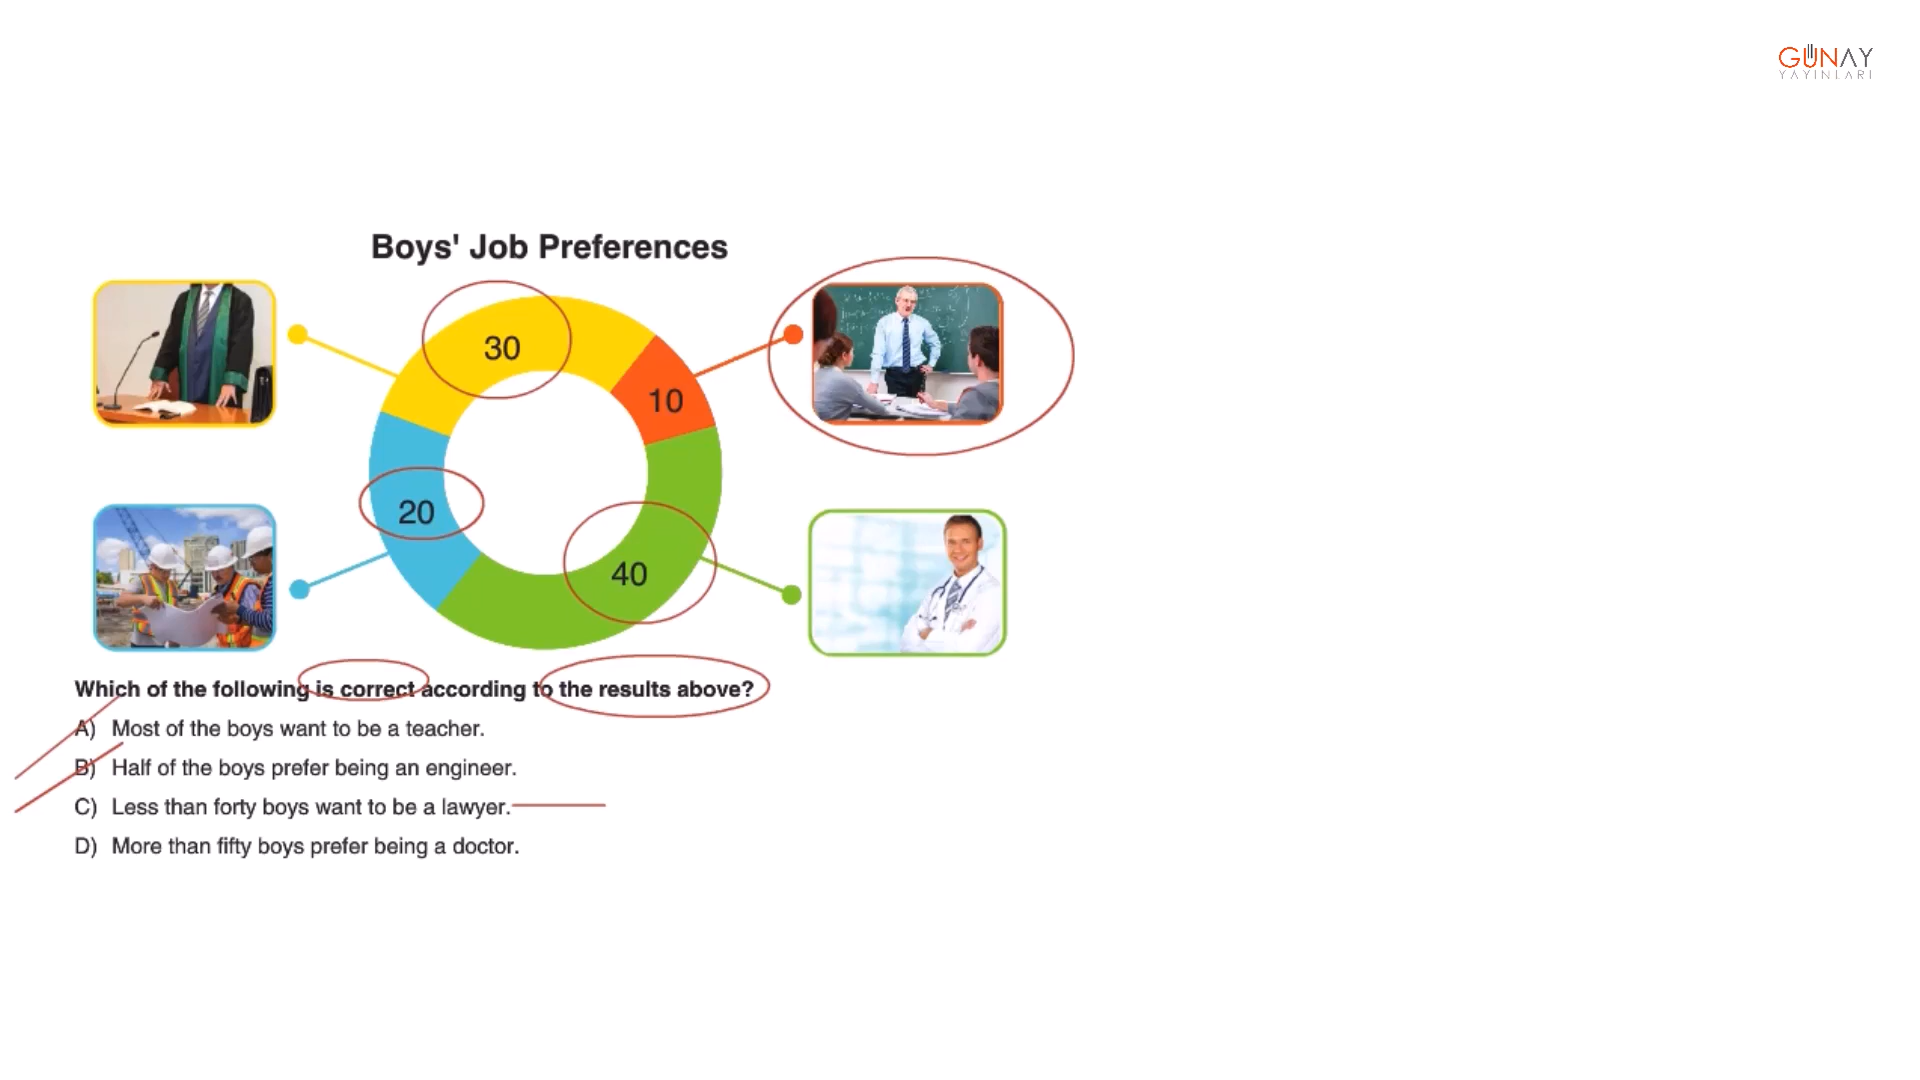 GÜNAY
YAYINLARI
Boys' Job Preferences
30
10
20
40
Which of the following is correct according to the results above?
A) Most of the boys want to be a teacher.
B) Half of the boys prefer being an engineer.
C) Less than forty boys want to be a lawyer.
D) More than fifty boys prefer being a doctor.